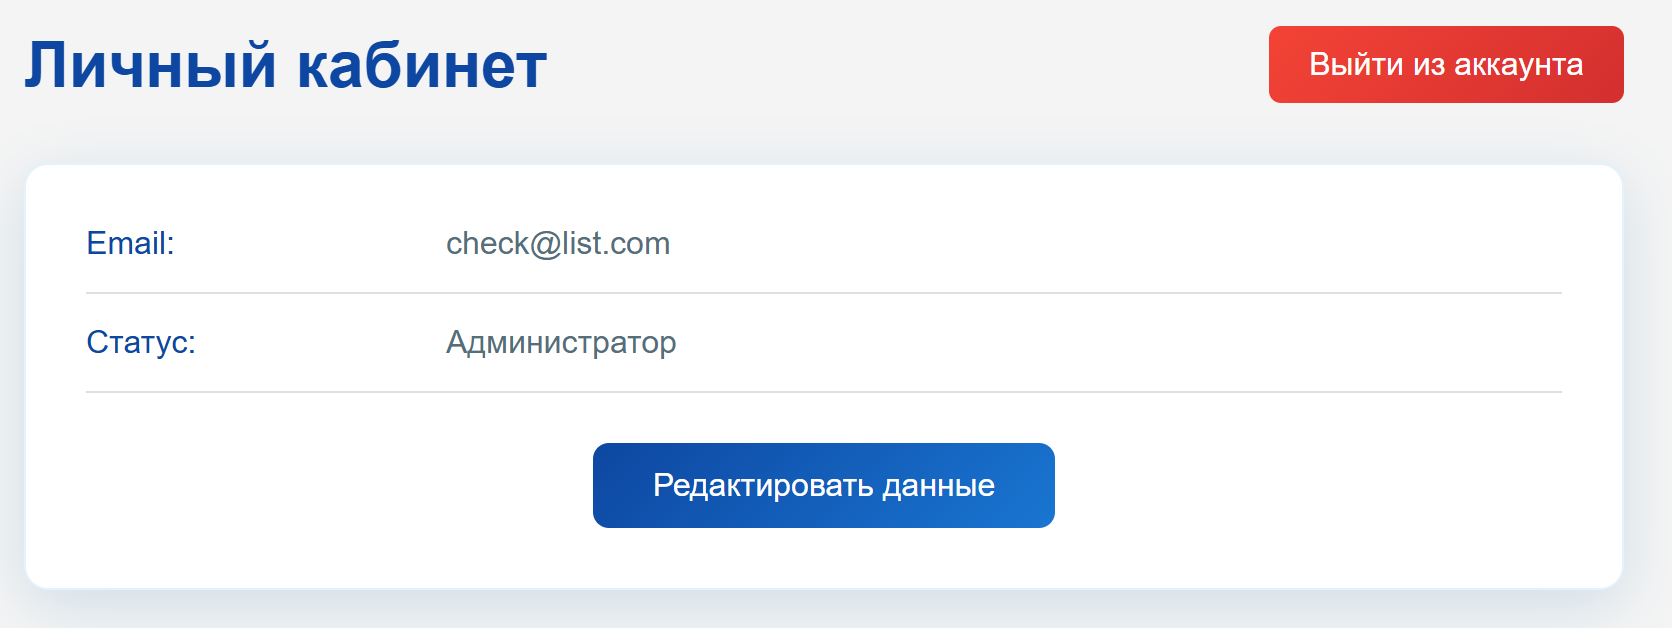 Личный кабинет
Выйти из аккаунта
Email: check@list.com
Статус: Администратор
Редактировать данные